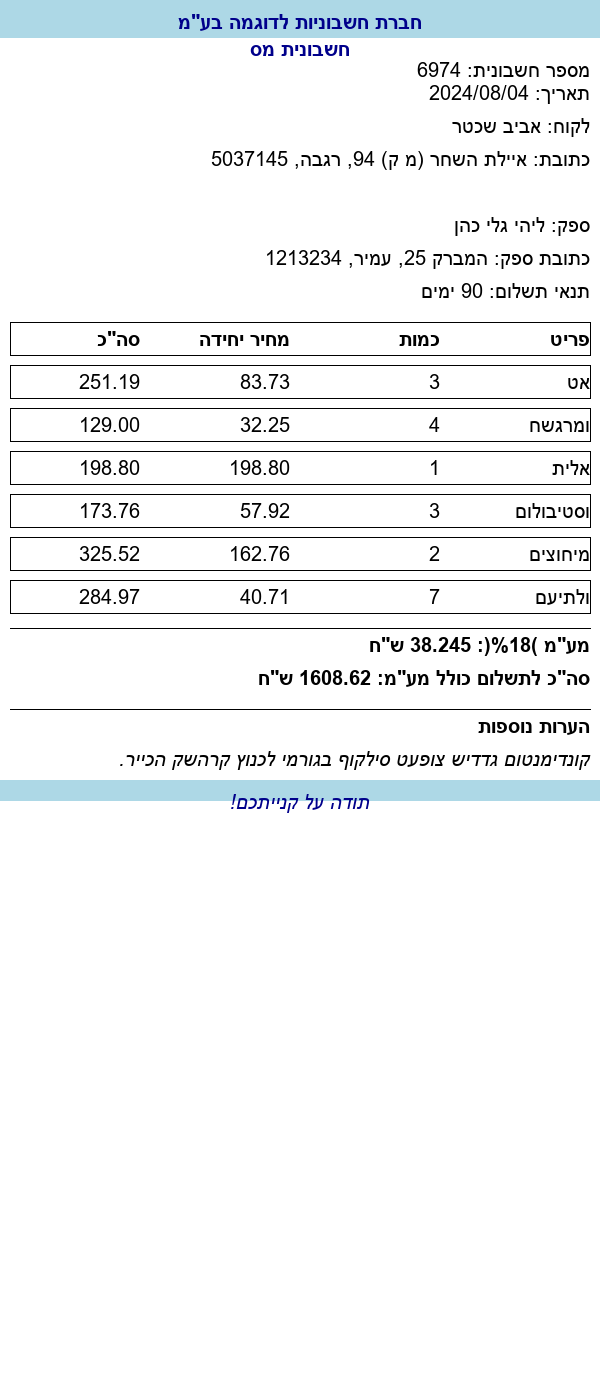 חברת חשבוניות לדוגמה בע"מ
חשבונית מס
מספר חשבונית: 6974
תאריך: 2024/08/04
לקוח: אביב שכטר
כתובת: איילת השחר (מ ק) 94, רגבה, 5037145
ספק: ליהי גלי כהן
כתובת ספק: המברק 25, עמיר, 1213234
תנאי תשלום: 90 ימים
פריט כמות מחיר יחידה סה"כ
אט 3 83.73 251.19
ומרגשח 4 32.25 129.00
אלית 1 198.80 198.80
וסטיבולום 3 57.92 173.76
מיחוצים 2 162.76 325.52
ולתיעם 7 40.71 284.97
מע"מ )18%(: 38.245 ש"ח
סה"כ לתשלום כולל מע"מ: 1608.62 ש"ח
הערות נוספות
קונדימנטום גדדיש צופעט סילקוף בגורמי לכנוץ קרהשק הכייר.
תודה על קנייתכם!